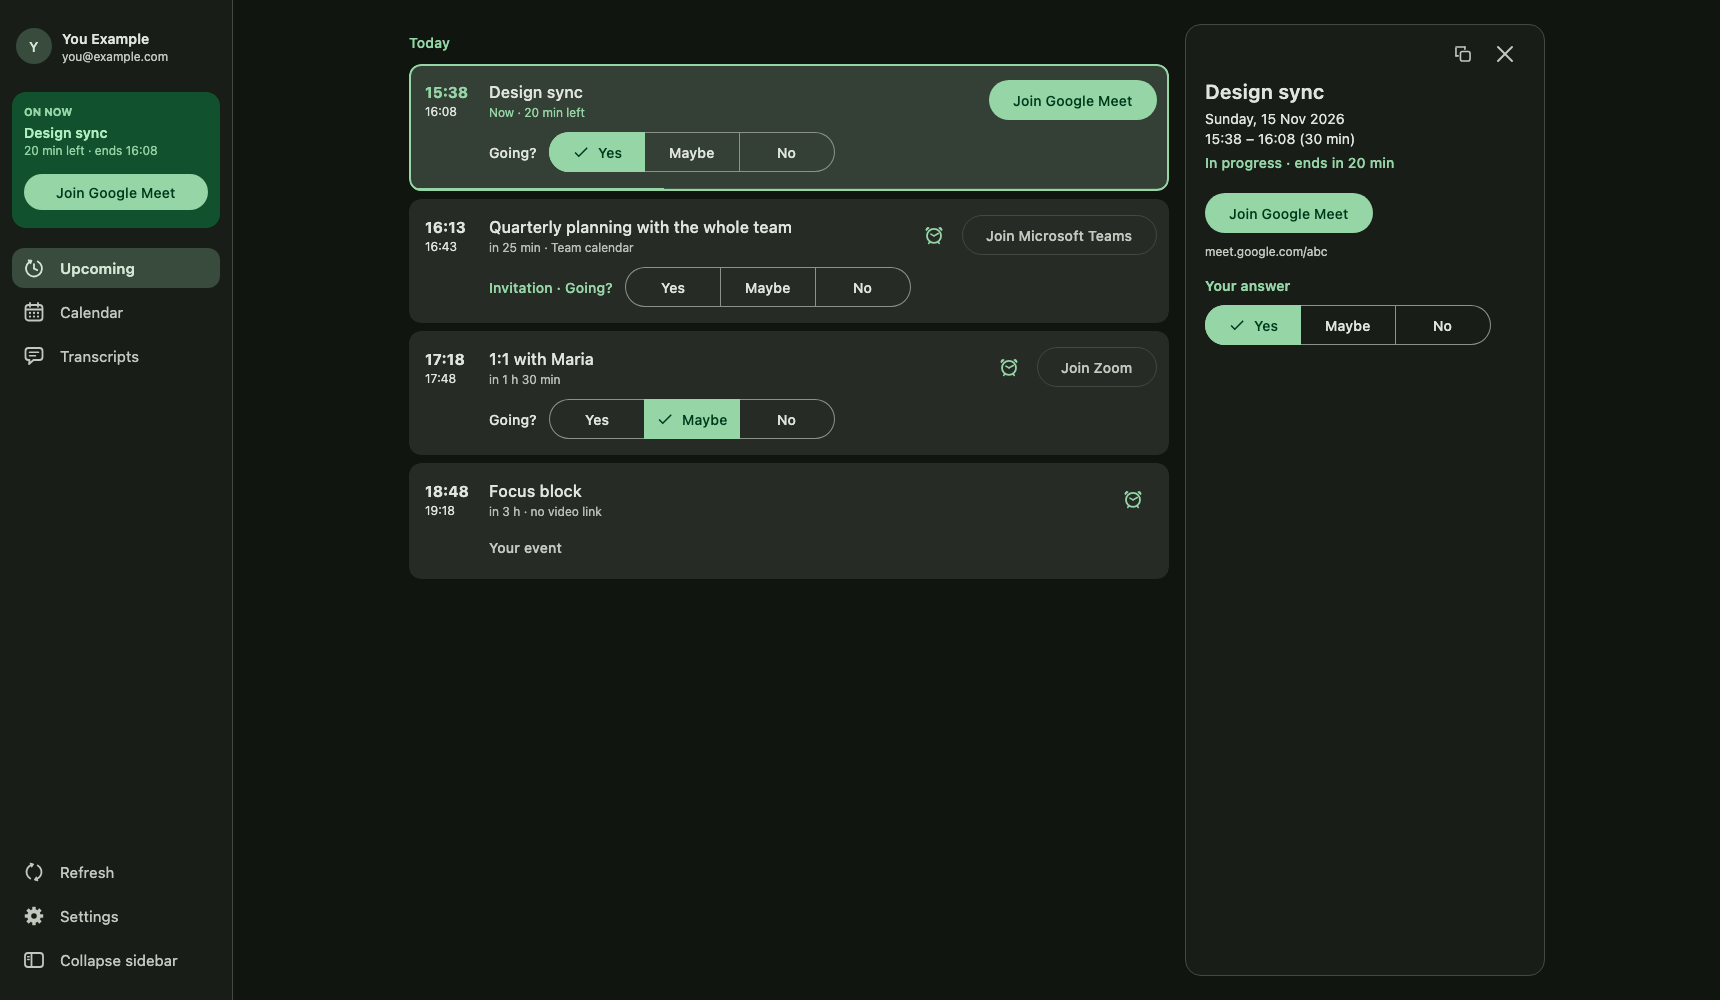 Y
You Example
you@example.com
ON NOW
Design sync
20 min left · ends 16:08
Join Google Meet
Upcoming
Calendar
Transcripts
Refresh
Settings
Collapse sidebar
Today
15:38 Design sync
16:08 Now · 20 min left
Join Google Meet
Going? Yes Maybe No
16:13 Quarterly planning with the whole team
16:43 in 25 min · Team calendar
Join Microsoft Teams
Invitation · Going? Yes Maybe No
17:18 1:1 with Maria
17:48 in 1 h 30 min
Join Zoom
Going? Yes Maybe No
18:48 Focus block
19:18 in 3 h · no video link
Your event
Design sync
Sunday, 15 Nov 2026
15:38 – 16:08 (30 min)
In progress · ends in 20 min
Join Google Meet
meet.google.com/abc
Your answer
Yes Maybe No